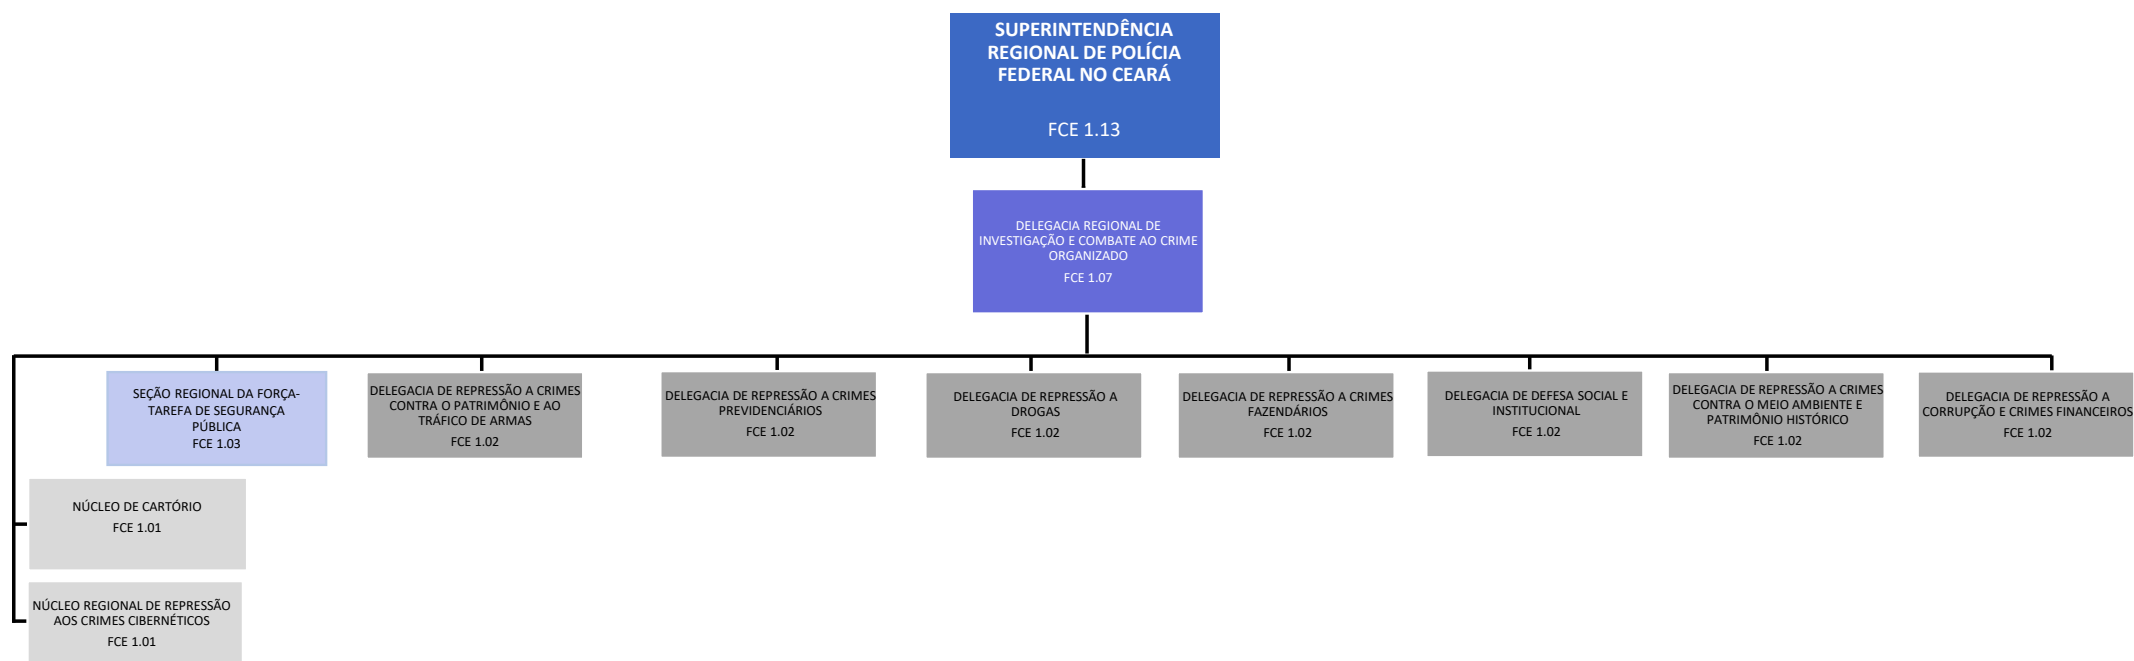 SUPERINTENDÊNCIA
REGIONAL DE POLÍCIA
FEDERAL NO CEARÁ
FCE 1.13
DELEGACIA REGIONAL DE
INVESTIGAÇÃO E COMBATE AO CRIME
ORGANIZADO
FCE 1.07
SEÇÃO REGIONAL DA FORÇA-
TAREFA DE SEGURANÇA
PÚBLICA
FCE 1.03
DELEGACIA DE REPRESSÃO A CRIMES
CONTRA O PATRIMÔNIO E AO
TRÁFICO DE ARMAS
FCE 1.02
DELEGACIA DE REPRESSÃO A CRIMES
PREVIDENCIÁRIOS
FCE 1.02
DELEGACIA DE REPRESSÃO A
DROGAS
FCE 1.02
DELEGACIA DE REPRESSÃO A CRIMES
FAZENDÁRIOS
FCE 1.02
DELEGACIA DE DEFESA SOCIAL E
INSTITUCIONAL
FCE 1.02
DELEGACIA DE REPRESSÃO A CRIMES
CONTRA O MEIO AMBIENTE E
PATRIMÔNIO HISTÓRICO
FCE 1.02
DELEGACIA DE REPRESSÃO A
CORRUPÇÃO E CRIMES FINANCEIROS
FCE 1.02
NÚCLEO DE CARTÓRIO
FCE 1.01
NÚCLEO REGIONAL DE REPRESSÃO
AOS CRIMES CIBERNÉTICOS
FCE 1.01